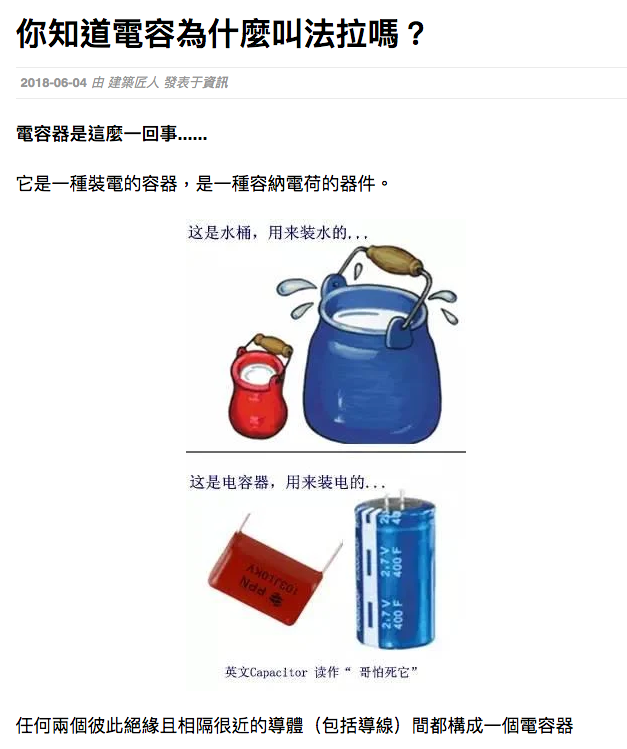 你知道電容為什麼叫法拉嗎？
2018-06-04 由 建築匠人 發表于資訊
電容器是這麼一回事......
它是一種裝電的容器，是一種容納電荷的器件。
这是水桶，用来装水的...
这是电容器，用来装电的...
PPN
103J10KV
2.7V
400F
2.7V
400F
英文Capacitor 读作“ 哥怕死它”
任何兩個彼此絕緣且相隔很近的導體（包括導線）間都構成一個電容器